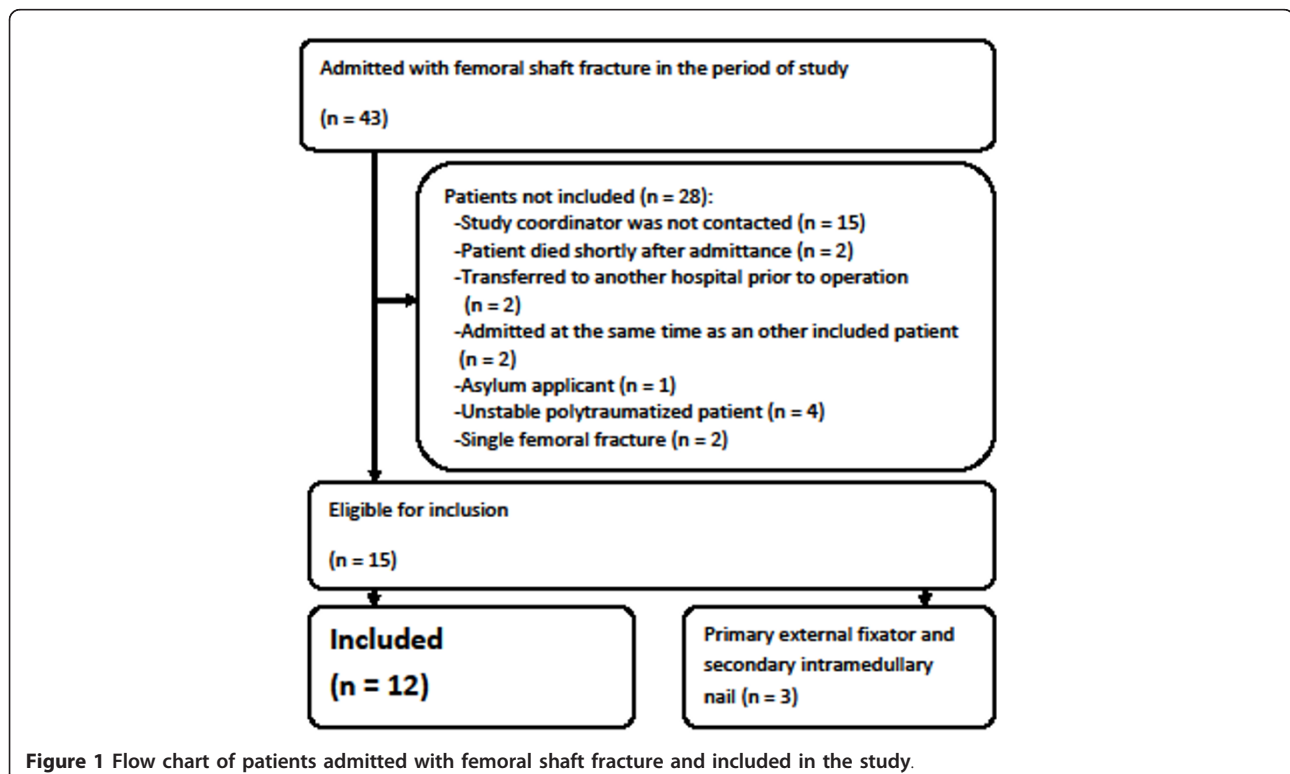 Admitted with femoral shaft fracture in the period of study
(n = 43)
Patients not included (n = 28):
-Study coordinator was not contacted (n = 15)
-Patient died shortly after admittance (n = 2)
-Transferred to another hospital prior to operation
(n = 2)
-Admitted at the same time as an other included patient
(n = 2)
-Asylum applicant (n = 1)
-Unstable polytraumatized patient (n = 4)
-Single femoral fracture (n = 2)
Eligible for inclusion
(n = 15)
Included
(n = 12)
Primary external fixator and
secondary intramedullary
nail (n = 3)
Figure 1 Flow chart of patients admitted with femoral shaft fracture and included in the study.